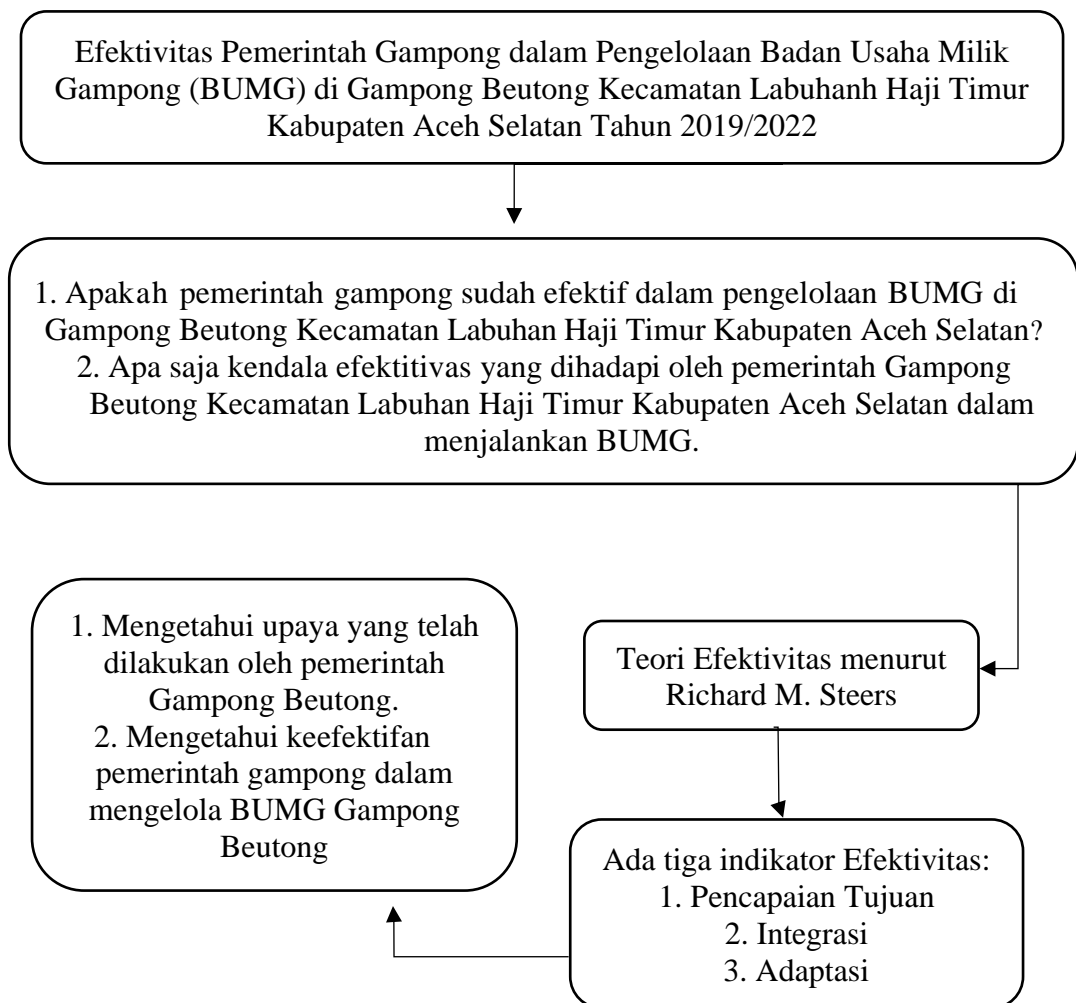 Efektivitas Pemerintah Gampong dalam Pengelolaan Badan Usaha Milik
Gampong (BUMG) di Gampong Beutong Kecamatan Labuhanh Haji Timur
Kabupaten Aceh Selatan Tahun 2019/2022
1. Apakah pemerintah gampong sudah efektif dalam pengelolaan BUMG di
Gampong Beutong Kecamatan Labuhan Haji Timur Kabupaten Aceh Selatan?
2. Apa saja kendala efektitivas yang dihadapi oleh pemerintah Gampong
Beutong Kecamatan Labuhan Haji Timur Kabupaten Aceh Selatan dalam
menjalankan BUMG.
Teori Efektivitas menurut
Richard M. Steers
Ada tiga indikator Efektivitas:
1. Pencapaian Tujuan
2. Integrasi
3. Adaptasi
1. Mengetahui upaya yang telah
dilakukan oleh pemerintah
Gampong Beutong.
2. Mengetahui keefektifan
pemerintah gampong dalam
mengelola BUMG Gampong
Beutong